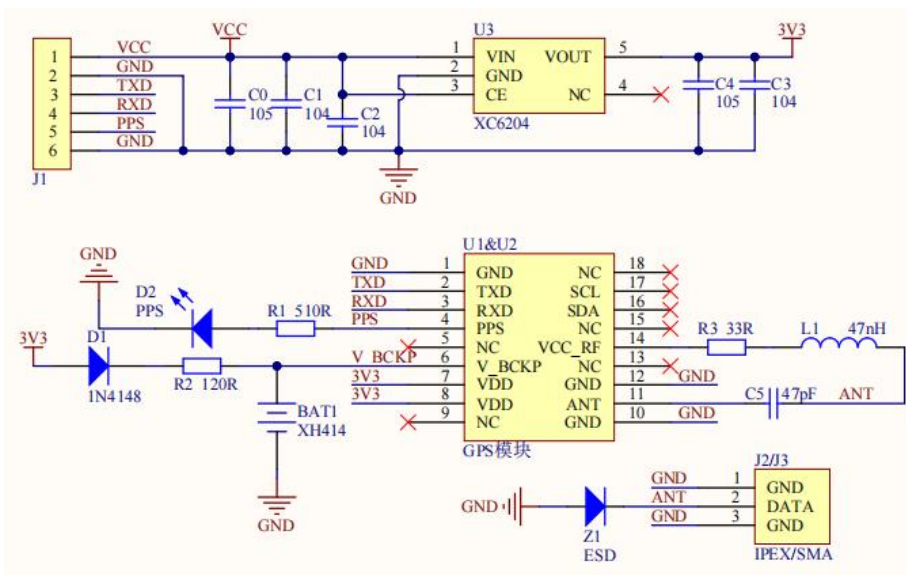 VCC
U3
3V3
1 VCC
2 GND
3 TXD
4 RXD
5 PPS
6 GND
J1
C0
105
C1
104
C2
104
1 VIN VOUT 5
2 GND
3 CE NC 4
XC6204
C4
105
C3
104
GND
U1&U2
GND
D2
PPS
R1 510R
3V3
D1
1N4148
R2 120R
BAT1
XH414
GND
GND 1 GND NC 18
TXD 2 TXD SCL 17
RXD 3 RXD SDA 16
PPS 4 PPS NC 15
5 NC VCC_RF 14
V_BCKP 6 V_BCKP NC 13
3V3 7 VDD GND 12 GND
3V3 8 VDD ANT 11
9 NC GND 10 GND
GPS模块
R3 33R
L1 47nH
C5 47pF ANT
J2/J3
GND 1 GND
ANT 2 DATA
GND 3 GND
IPEX/SMA
GND
Z1
ESD